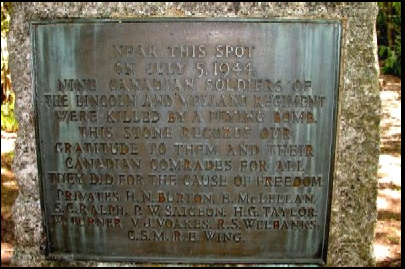 NEAR THIS SPOT
ON JULY 5, 1944
NINE CANADIAN SOLDIERS OF
THE LINCOLN AND WELLAND REGIMENT
WERE KILLED BY A FLYING BOMB.
THIS STONE RECORDS OUR
GRATITUDE TO THEM AND THEIR
CANADIAN COMRADES FOR ALL
THEY DID FOR THE CAUSE OF FREEDOM
PRIVATES H.N. BURTON, E. McLELLAN,
S.C. RALPH, P.W. SAIGEON, H.G. TAYLOR,
W. TURNER, V.J. VOAKES, R.S. WELBANKS,
C.S.M. R.E. WING.